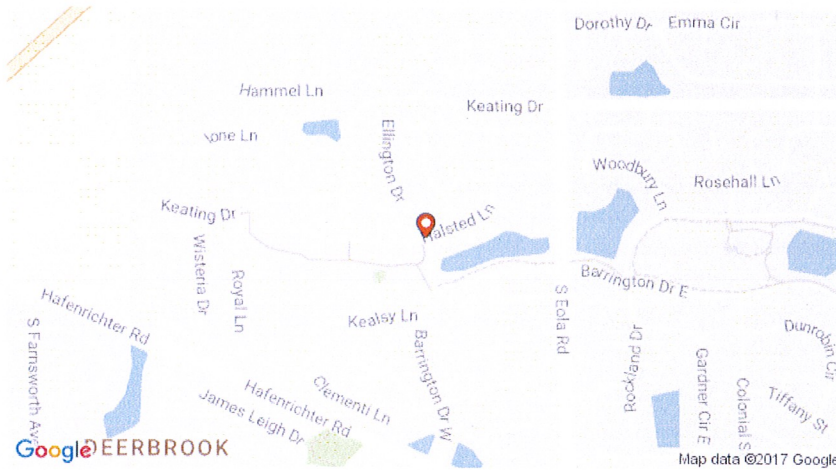 Dorothy Dr
Emma Cir
Hammel Ln
Keating Dr
Ellington Dr
Woodbury Ln
Rosehall Ln
Keating Dr
Halsted Ln
Wisteria Dr
Royal Ln
Barrington Dr E
S Eola Rd
Hafenrichter Rd
Kealsy Ln
Barrington Dr W
Rockland Dr
Gardner Cir E
Dunrobin Cir
S Farnsworth Ave
Clementi Ln
Hafenrichter Rd
James Leigh Dr
Colonial S
Tiffany St
Google
DEERBROOK
Map data ©2017 Google